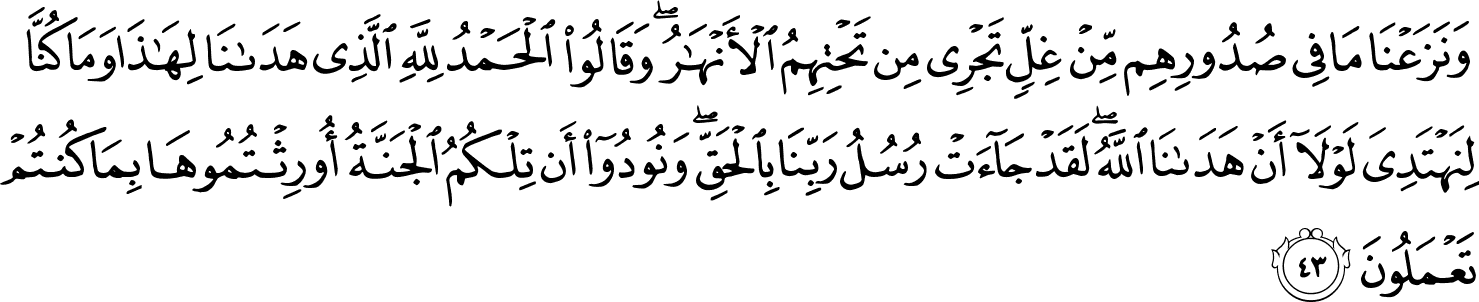 وَنَزَعۡنَا مَا فِى صُدُورِهِم مِّنۡ غِلٍّ تَجۡرِى مِن تَحۡتِهِمُ ٱلۡأَنۡهَـٰرُ‌ۖ وَقَالُواْ ٱلۡحَمۡدُ لِلَّهِ ٱلَّذِى هَدَىٰنَا لِهَـٰذَا وَمَا كُنَّا
لِنَہۡتَدِىَ لَوۡلَآ أَنۡ هَدَىٰنَا ٱللَّهُ‌ۖ لَقَدۡ جَآءَتۡ رُسُلُ رَبِّنَا بِٱلۡحَقِّ‌ۖ وَنُودُوٓاْ أَن تِلۡكُمُ ٱلۡجَنَّةُ أُورِثۡتُمُوهَا بِمَا كُنتُمۡ
تَعۡمَلُونَ ٤٣